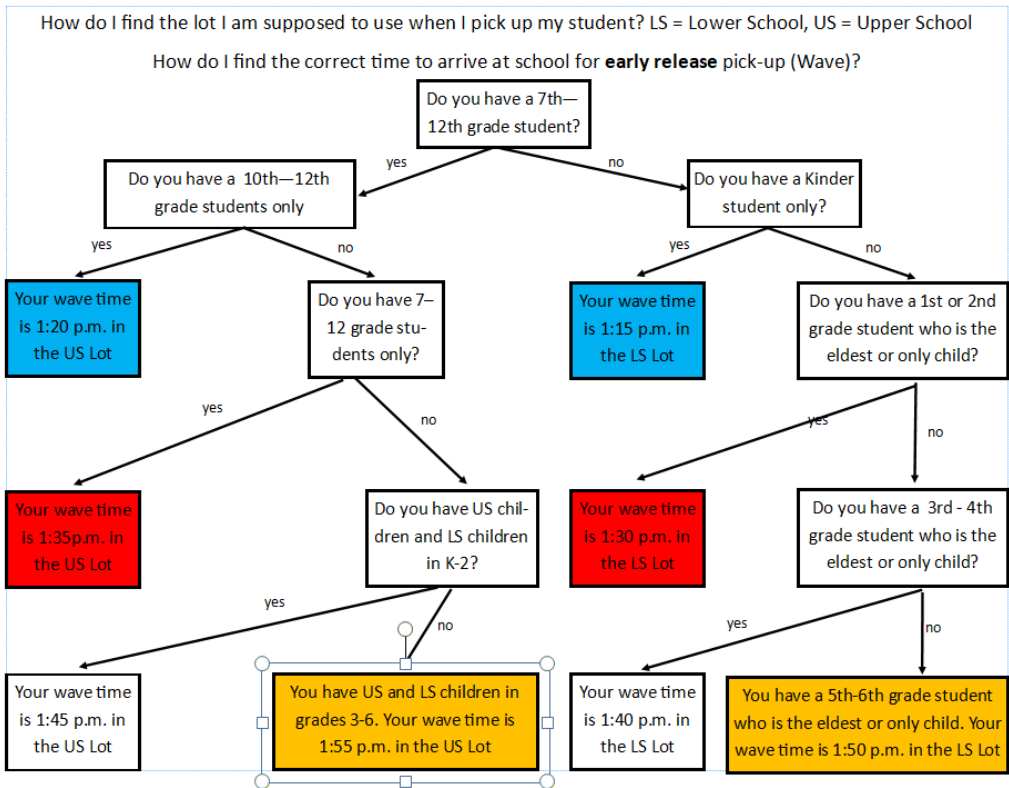 How do I find the lot I am supposed to use when I pick up my student? LS = Lower School, US = Upper School
How do I find the correct time to arrive at school for early release pick-up (Wave)?
Do you have a 7th—
12th grade student?
yes
no
Do you have a  10th—12th
grade students only
Do you have a Kinder
student only?
yes
no
yes
no
Your wave time
is 1:20 p.m. in
the US Lot
Do you have 7–
12 grade stu-
dents only?
Your wave time
is 1:15 p.m. in
the LS Lot
Do you have a 1st or 2nd
grade student who is the
eldest or only child?
yes
no
yes
no
Your wave time
is 1:35p.m. in
the US Lot
Do you have US chil-
dren and LS children
in K-2?
Your wave time
is 1:30 p.m. in
the LS Lot
Do you have a  3rd - 4th
grade student who is the
eldest or only child?
yes
no
yes
no
Your wave time
is 1:45 p.m. in
the US Lot
You have US and LS children in
grades 3-6. Your wave time is
1:55 p.m. in the US Lot
Your wave time
is 1:40 p.m. in
the LS Lot
You have a 5th-6th grade student
who is the eldest or only child. Your
wave time is 1:50 p.m. in the LS Lot